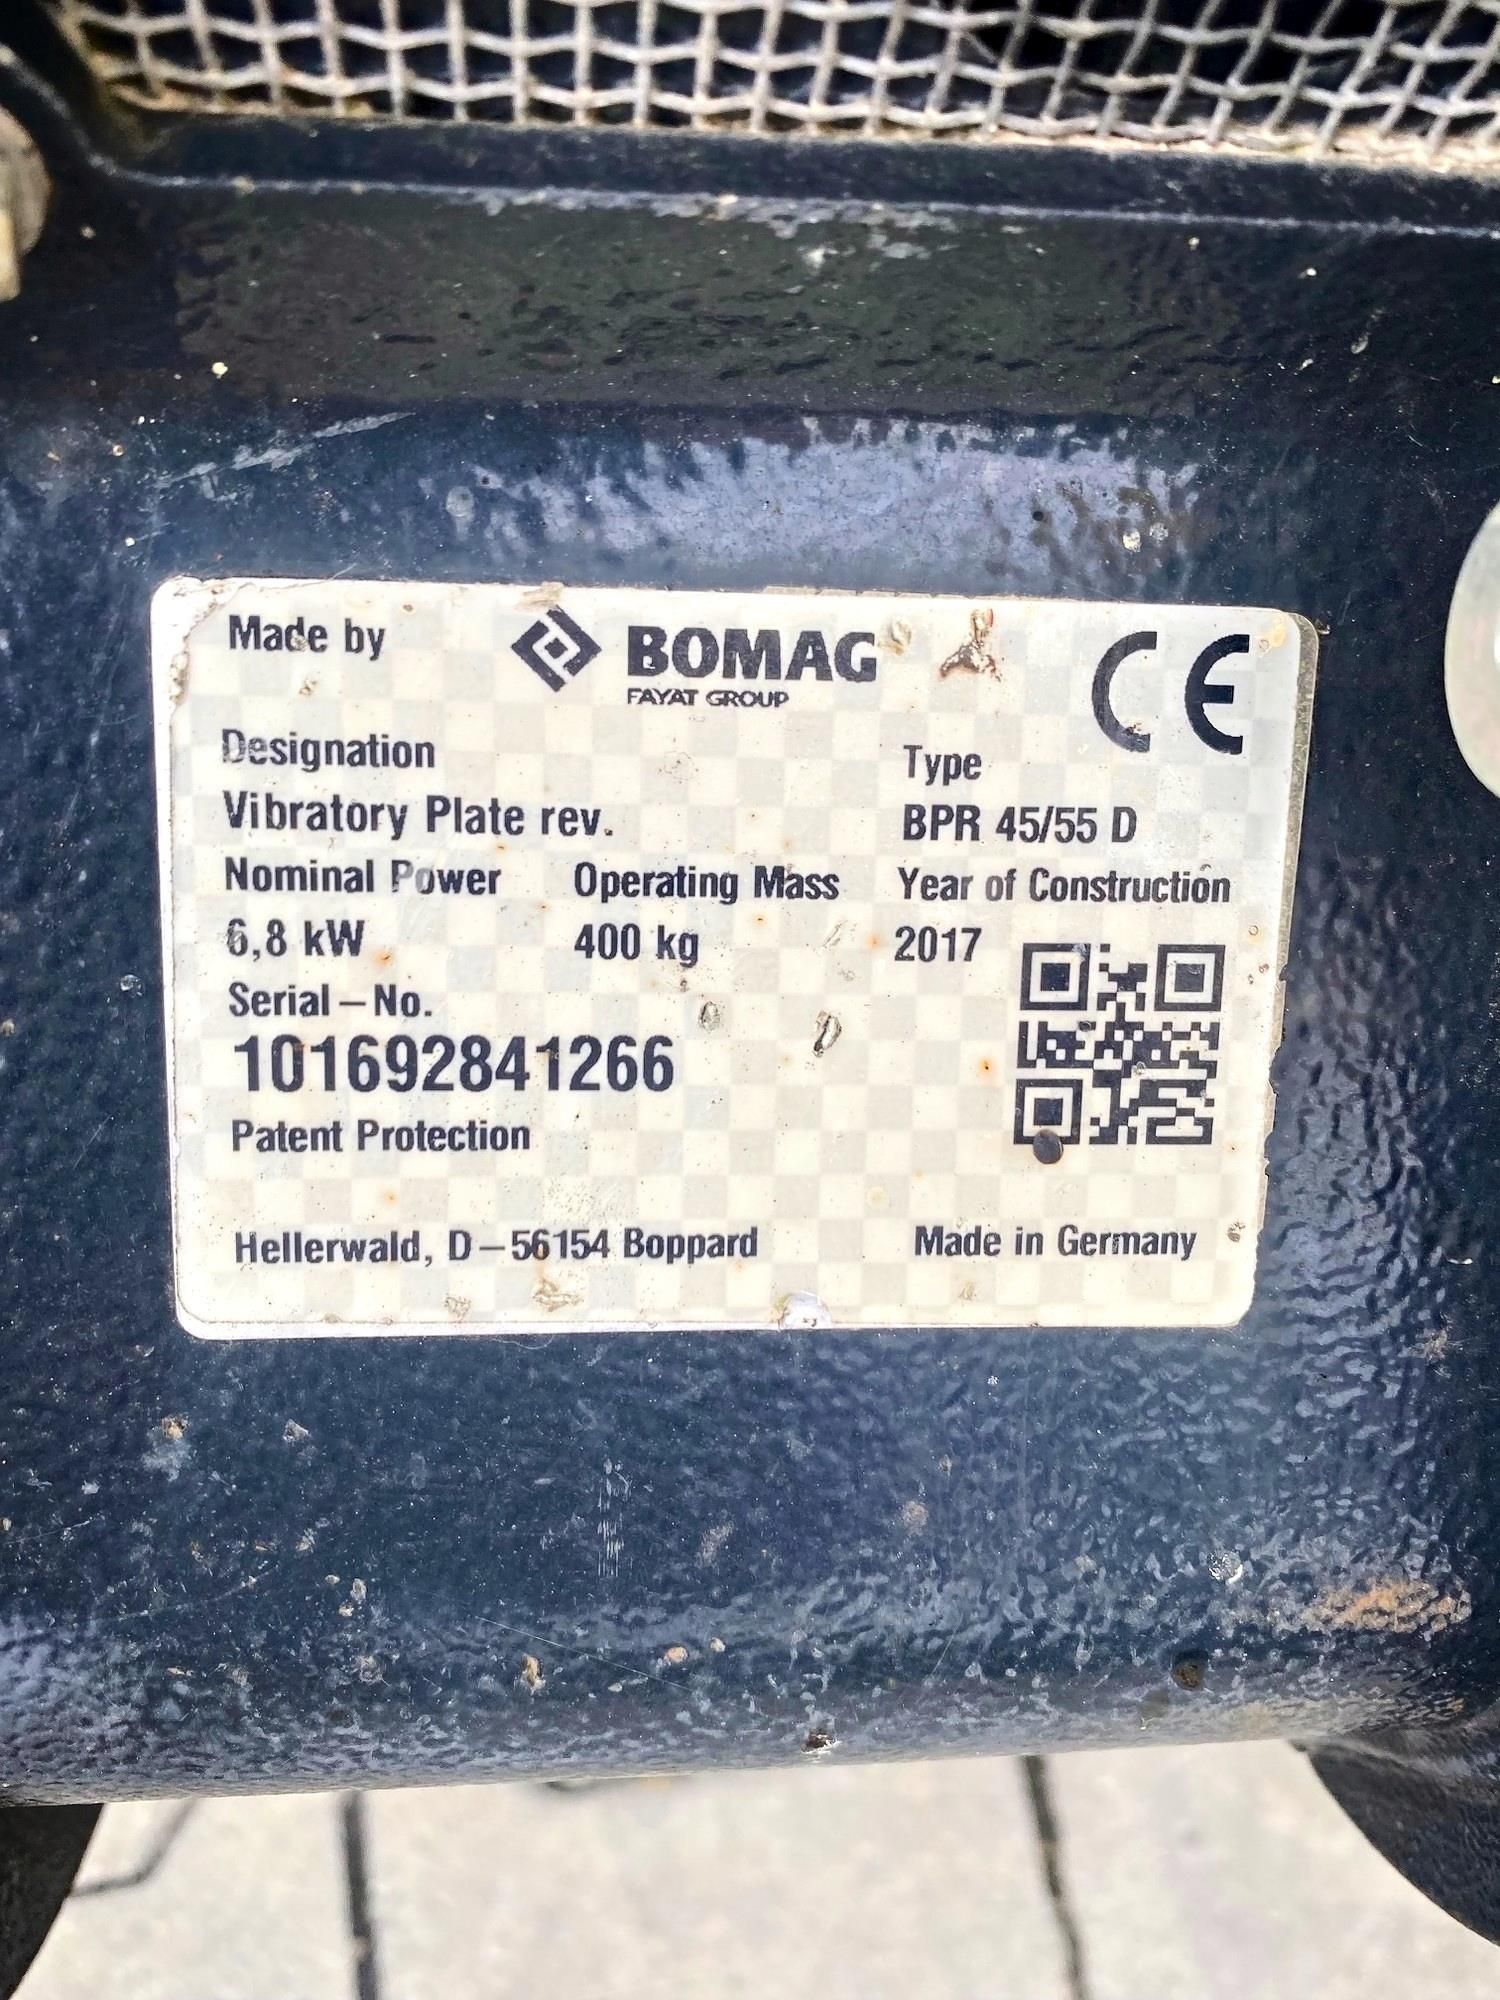 Made by
BOMAG
FAYAT GROUP
CE
Designation
Type
Vibratory Plate rev.
BPR 45/55 D
Nominal Power Operating Mass Year of Construction
6,8 kW 400 kg 2017
Serial – No.
101692841266
Patent Protection
Hellerwald, D – 56154 Boppard Made in Germany